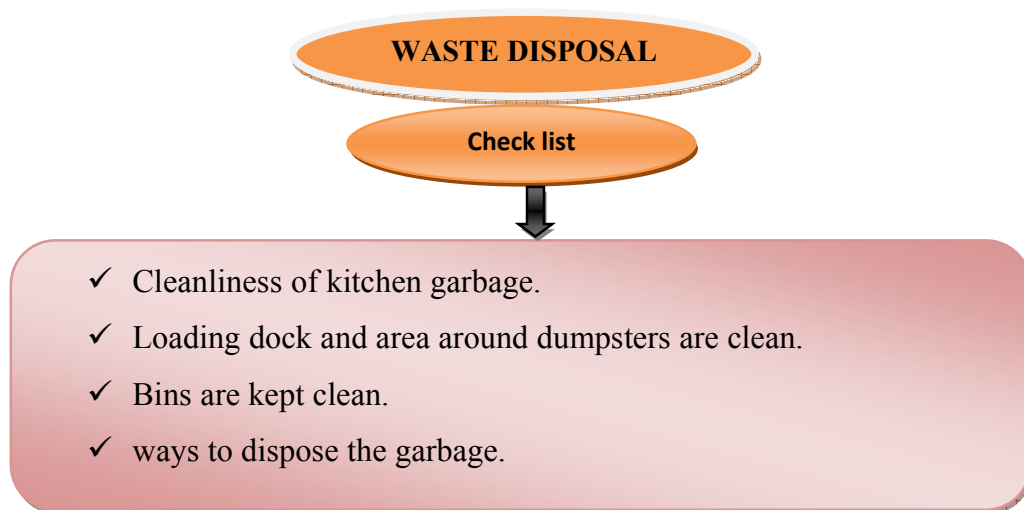 WASTE DISPOSAL
Check list
✓ Cleanliness of kitchen garbage.
✓ Loading dock and area around dumpsters are clean.
✓ Bins are kept clean.
✓ ways to dispose the garbage.